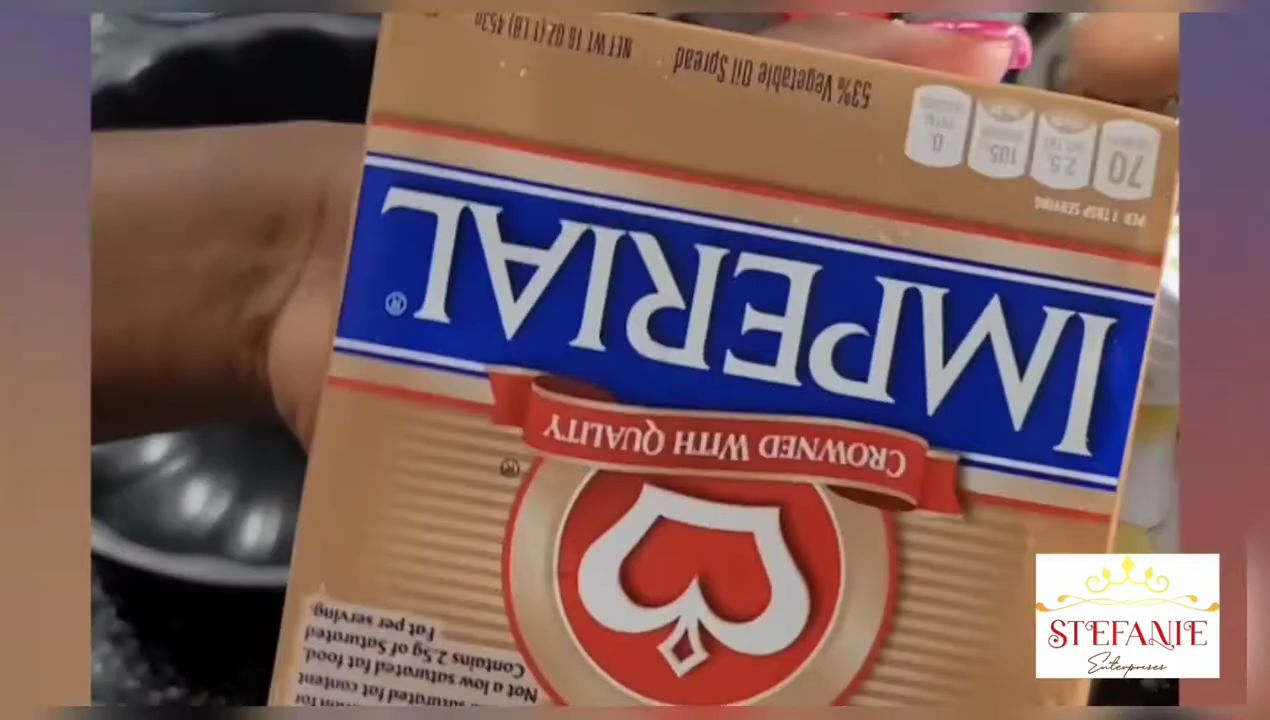 Not a low saturated fat food.
Contains 2.5g of Saturated
Fat per serving
®
CROWNED WITH QUALITY
IMPERIAL®
PER 1 TBSP SERVING
70
2.5
105
0
53% Vegetable Oil Spread
NET WT 16 OZ (1 LB) 453g
STEFANIE
Enterprises